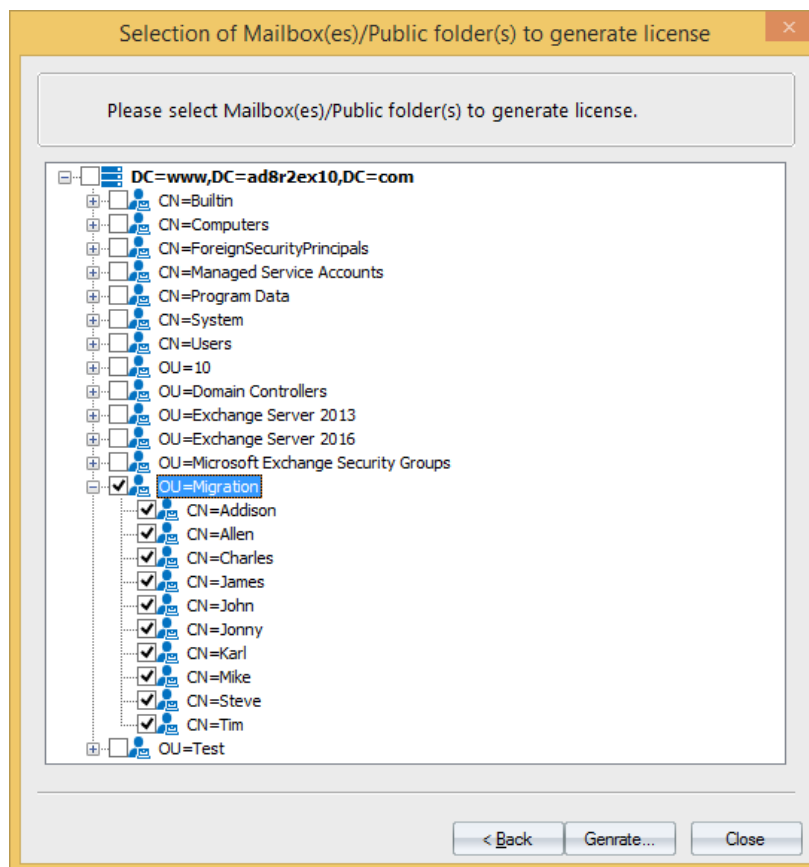 Selection of Mailbox(es)/Public folder(s) to generate license
Please select Mailbox(es)/Public folder(s) to generate license.
DC=www,DC=ad8r2ex10,DC=com
CN=Builtin
CN=Computers
CN=ForeignSecurityPrincipals
CN=Managed Service Accounts
CN=Program Data
CN=System
CN=Users
OU=10
OU=Domain Controllers
OU=Exchange Server 2013
OU=Exchange Server 2016
OU=Microsoft Exchange Security Groups
OU=Migration
CN=Addison
CN=Allen
CN=Charles
CN=James
CN=John
CN=Jonny
CN=Karl
CN=Mike
CN=Steve
CN=Tim
OU=Test
< Back Genrate... Close